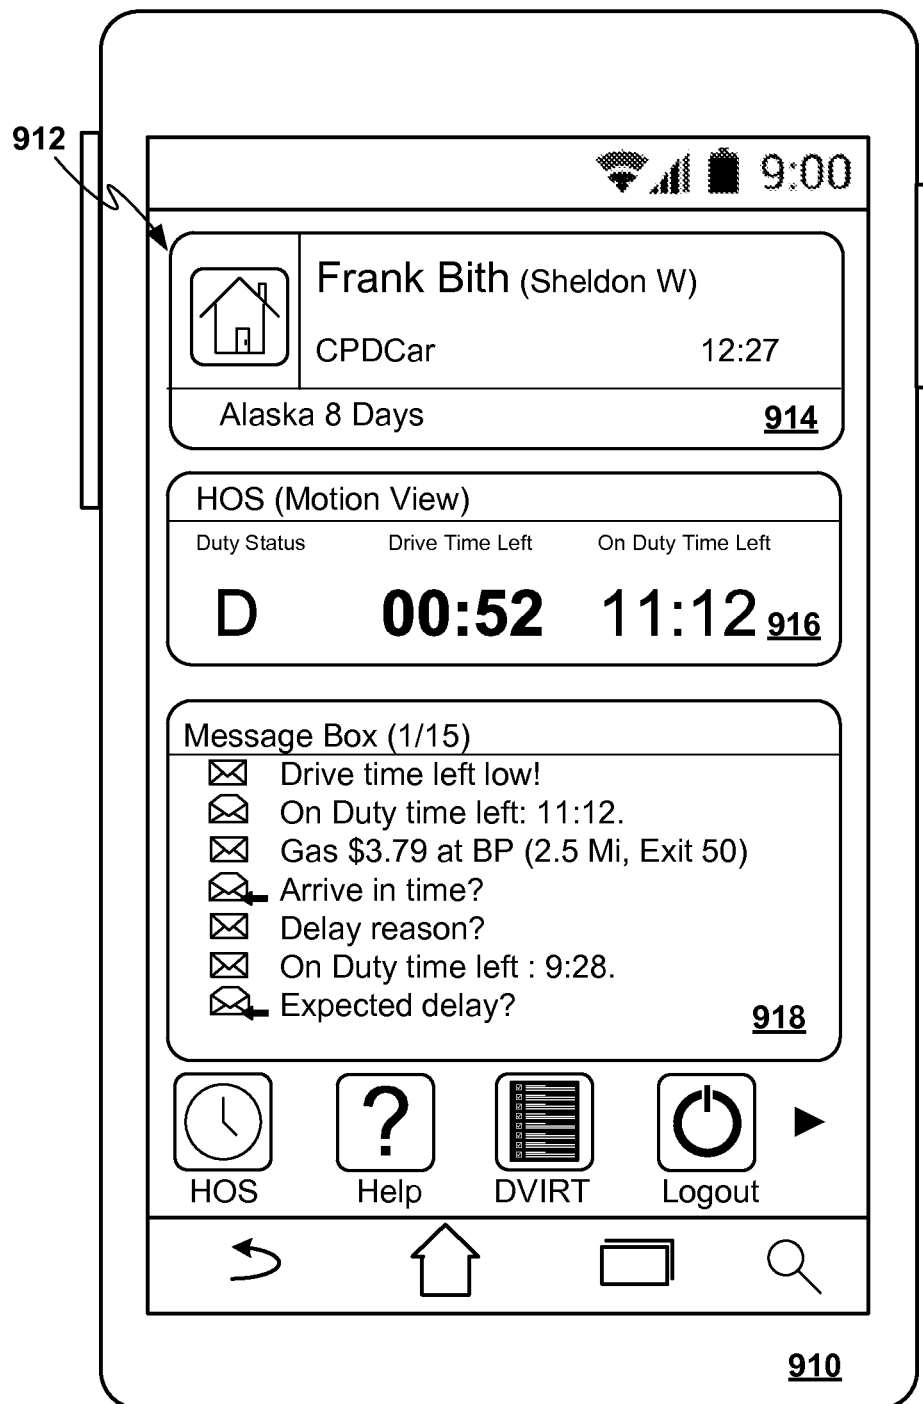 912
9:00
Frank Bith (Sheldon W)
CPDCar 12:27
Alaska 8 Days 914
HOS (Motion View)
Duty Status Drive Time Left On Duty Time Left
D 00:52 11:12 916
Message Box (1/15)
Drive time left low!
On Duty time left: 11:12.
Gas $3.79 at BP (2.5 Mi, Exit 50)
Arrive in time?
Delay reason?
On Duty time left : 9:28.
Expected delay?
918
?
HOS Help DVIRT Logout
910